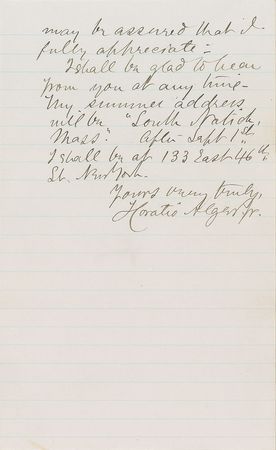 may be assured that I
fully appreciate -
I shall be glad to hear
from you at any time -
My summer address
will be "South Natick,
Mass." After Sept 1st
I shall be at 133 East 46th
St. New York.
Yours very truly,
Horatio Alger Jr.